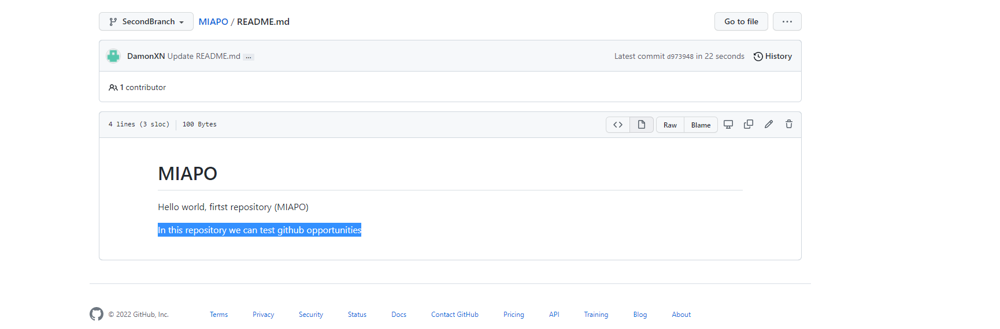 SecondBranch MIAPO / README.md Go to file ...
DamonXN Update README.md ... Latest commit d973948 in 22 seconds History
1 contributor
4 lines (3 sloc) 100 Bytes <> Raw Blame
MIAPO
Hello world, firtst repository (MIAPO)
In this repository we can test github opportunities
© 2022 GitHub, Inc. Terms Privacy Security Status Docs Contact GitHub Pricing API Training Blog About